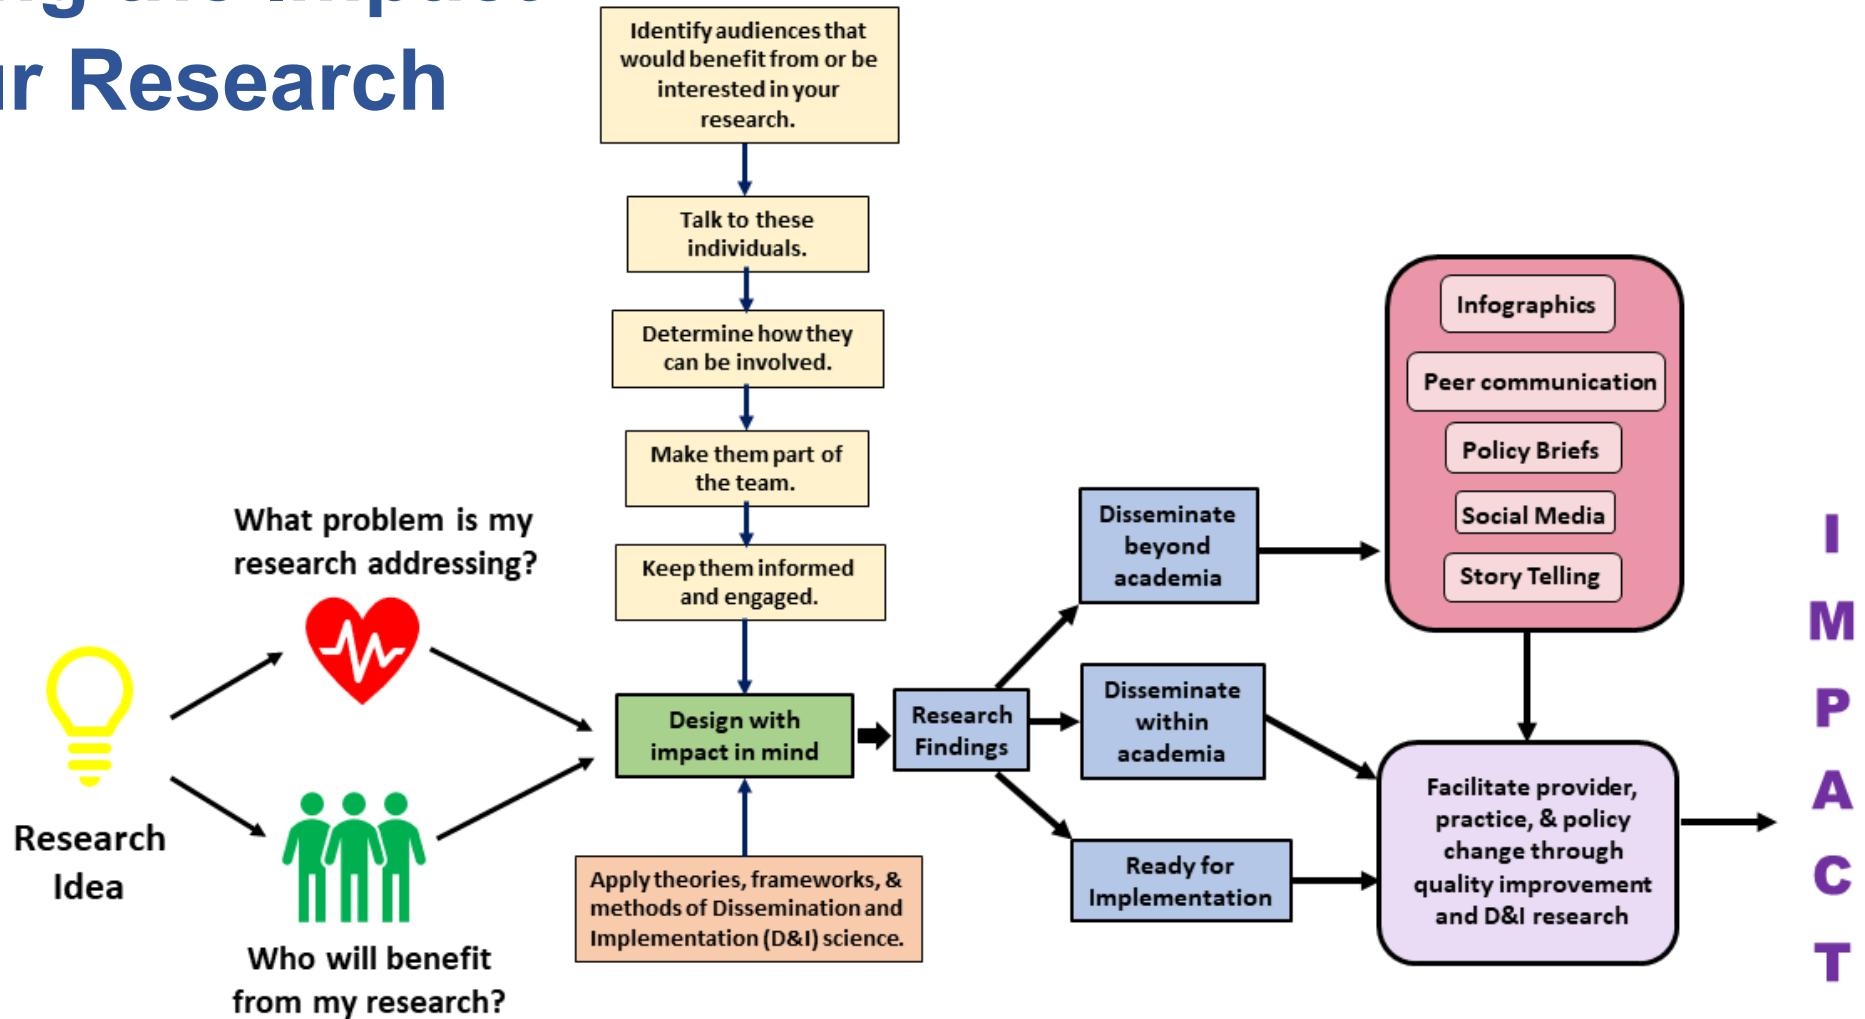 the Impact
Research
Identify audiences that
would benefit from or be
interested in your
research.
Talk to these
individuals.
Determine how they
can be involved.
Make them part of
the team.
Keep them informed
and engaged.
What problem is my
research addressing?
Research
Idea
Who will benefit
from my research?
Design with
impact in mind
Apply theories, frameworks, &
methods of Dissemination and
Implementation (D&I) science.
Research
Findings
Disseminate
beyond
academia
Disseminate
within
academia
Ready for
Implementation
Infographics
Peer communication
Policy Briefs
Social Media
Story Telling
Facilitate provider,
practice, & policy
change through
quality improvement
and D&I research
I
M
P
A
C
T